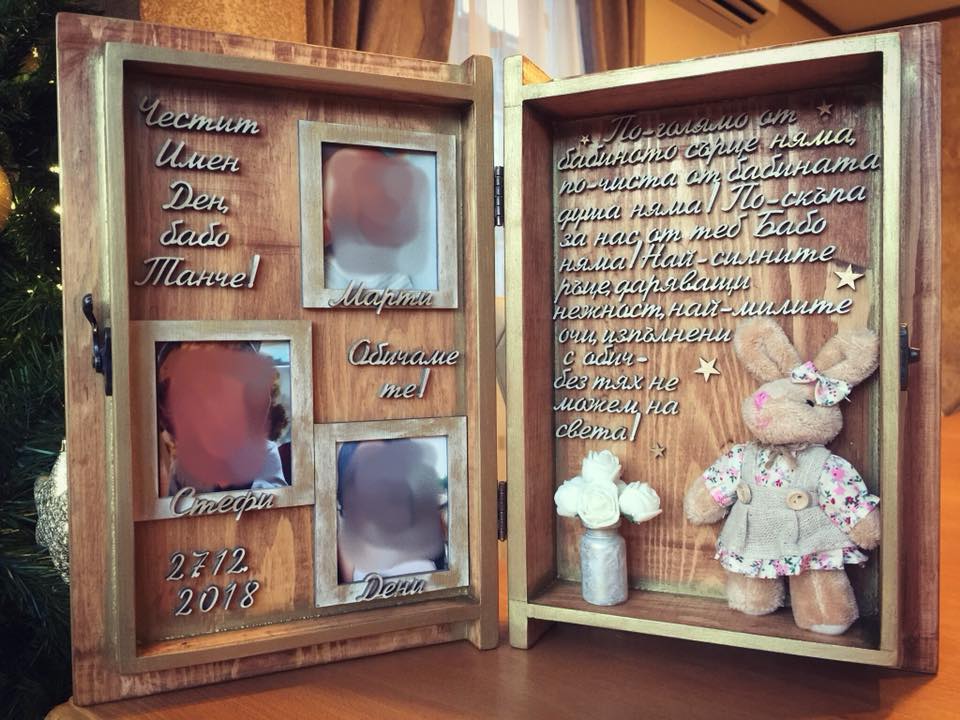 Честит
Имен
Ден,
бабо
Танче!
Марти
Обичаме
те!
Стефи
Дени
27.12.
2018
По-голямо от
бабиното сърце няма,
по-чиста от бабината
душа няма! По-скъпа
за нас от теб Бабо
няма! Най-силните
ръце, даряващи
нежност, най-милите
очи, изпълнени
с обич-
без тях не
можем на
света!